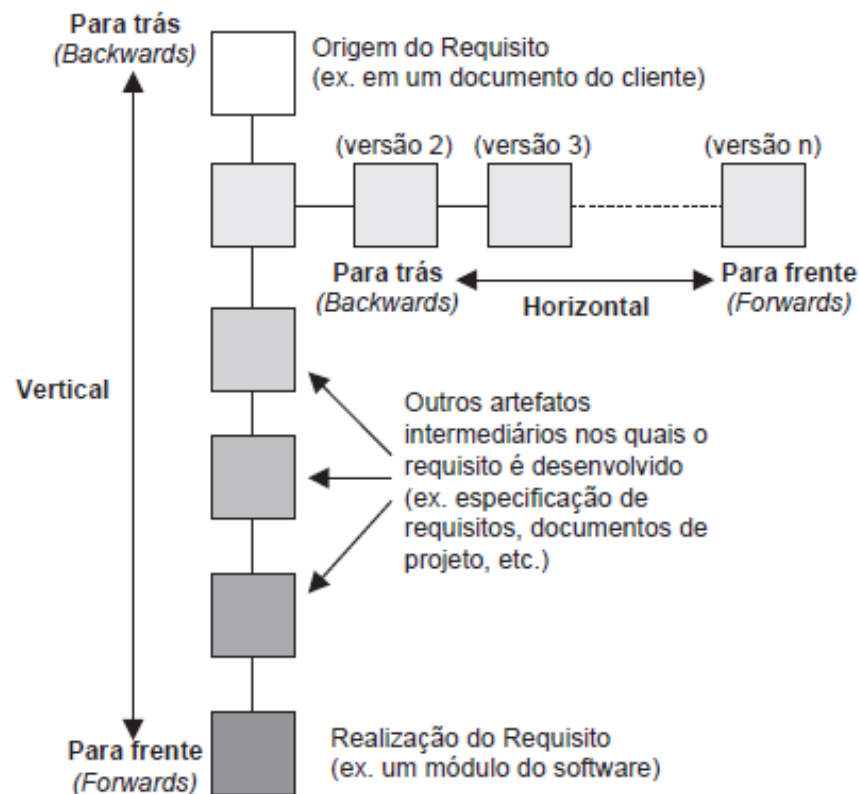 Para trás
(Backwards)
Origem do Requisito
(ex. em um documento do cliente)
(versão 2)
(versão 3)
(versão n)
Para trás
(Backwards)
Horizontal
Para frente
(Forwards)
Vertical
Outros artefatos
intermediários nos quais o
requisito é desenvolvido
(ex. especificação de
requisitos, documentos de
projeto, etc.)
Para frente
(Forwards)
Realização do Requisito
(ex. um módulo do software)